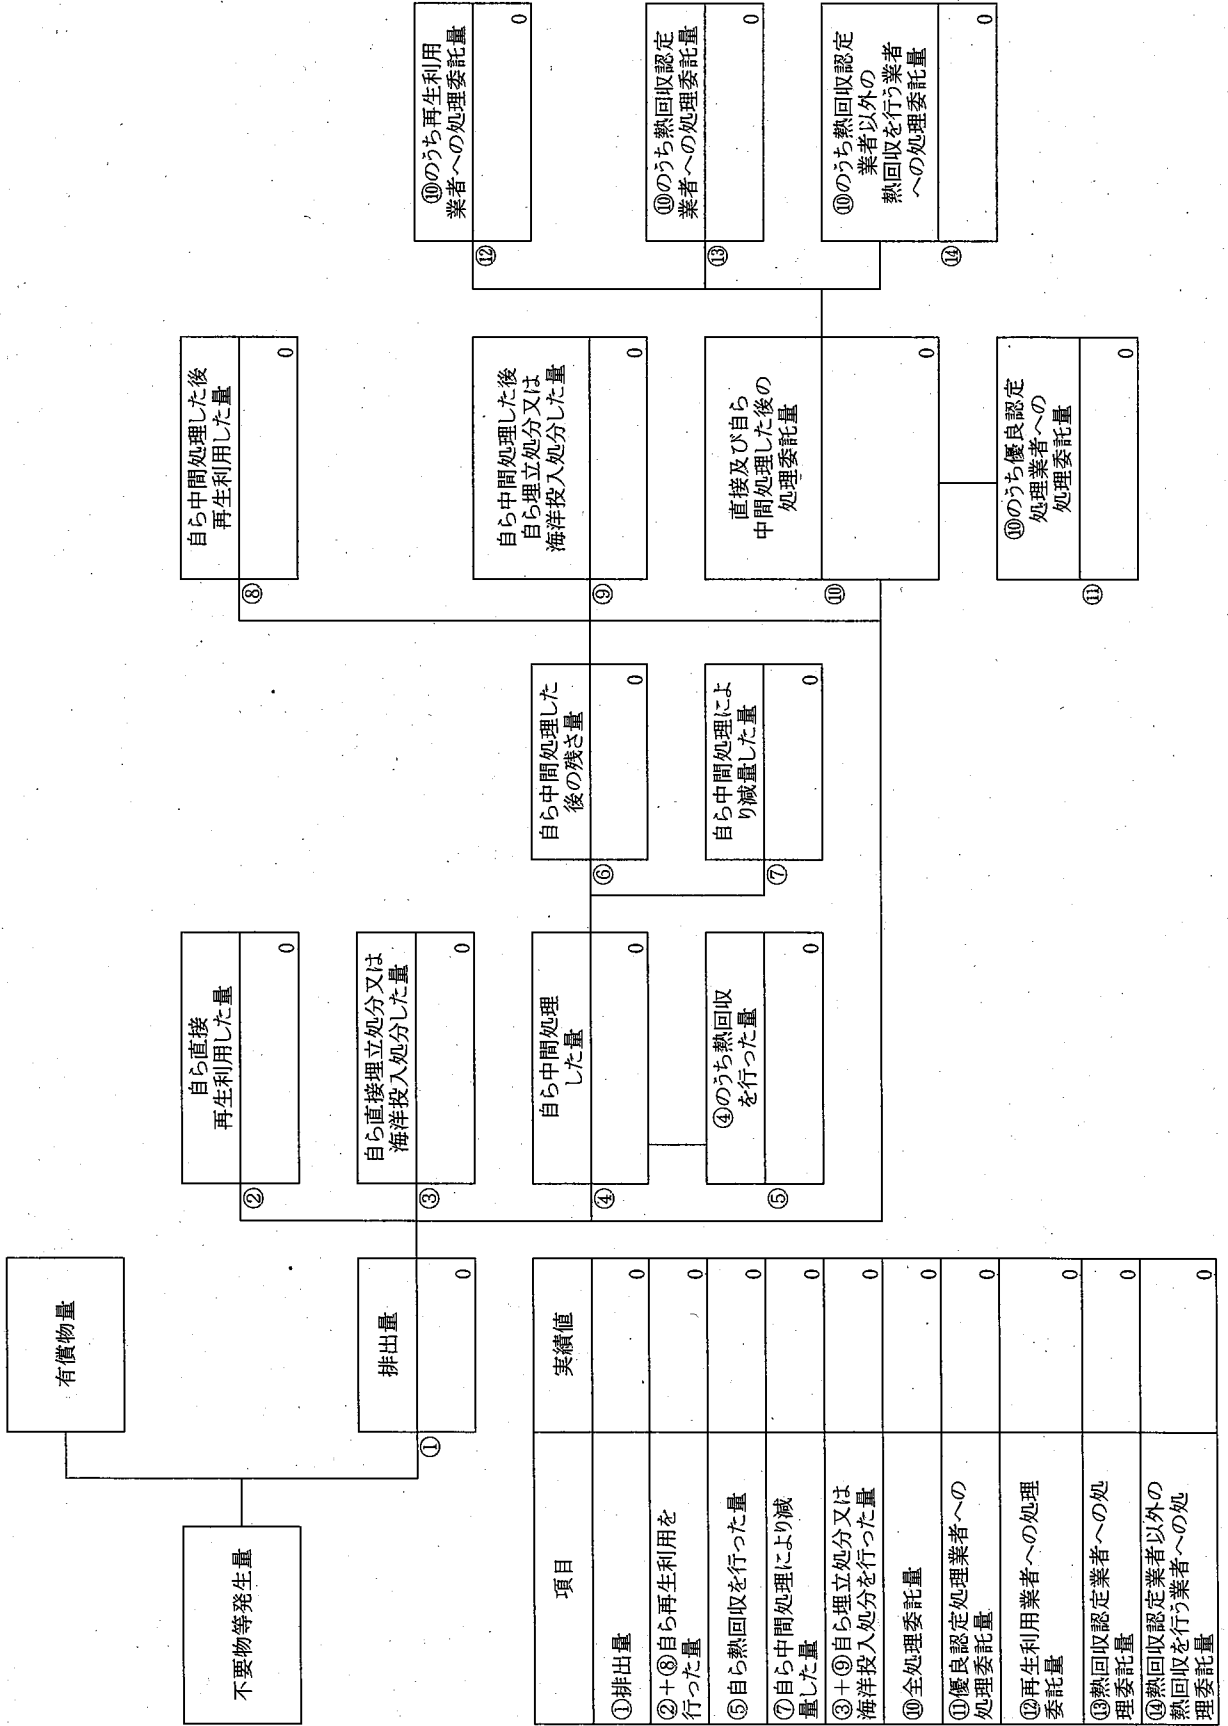 不要物等発生量
有償物量
排出量
①
0
自ら直接
再生利用した量
②
0
自ら直接埋立処分又は
海洋投入処分した量
③
0
自ら中間処理
した量
④
0
④のうち熱回収
を行った量
⑤
0
自ら中間処理した
後の残さ量
⑥
0
自ら中間処理によ
り減量した量
⑦
0
自ら中間処理した後
再生利用した量
⑧
0
自ら中間処理した後
自ら埋立処分又は
海洋投入処分した量
⑨
0
直接及び自ら
中間処理した後の
処理委託量
⑩
0
⑩のうち優良認定
処理業者への
処理委託量
⑪
0
⑩のうち再生利用
業者への処理委託量
⑫
0
⑩のうち熱回収認定
業者への処理委託量
⑬
0
⑩のうち熱回収認定
業者以外の
熱回収を行う業者
への処理委託量
⑭
0
項目 実績値
①排出量 0
②+⑧自ら再生利用を
行った量 0
⑤自ら熱回収を行った量 0
⑦自ら中間処理により減
量した量 0
③+⑨自ら埋立処分又は
海洋投入処分を行った量 0
⑩全処理委託量 0
⑪優良認定処理業者への
処理委託量 0
⑫再生利用業者への処理
委託量 0
⑬熱回収認定業者への処
理委託量 0
⑭熱回収認定業者以外の
熱回収を行う業者への処
理委託量 0